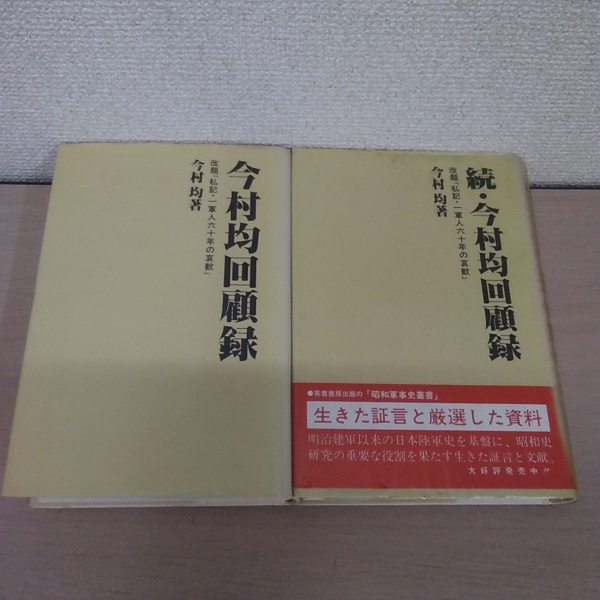 今村均回顧録
改題「私記・一軍人六十年の哀歓」
今村 均著
続・今村均回顧録
改題「私記・一軍人六十年の哀歓」
今村 均著
●芙蓉書房出版の「昭和軍事史叢書」
生きた証言と厳選した資料
明治建軍以来の日本陸軍史を基盤に、昭和史
研究の重要な役割を果たす生きた証言と文献。
大好評発売中!!